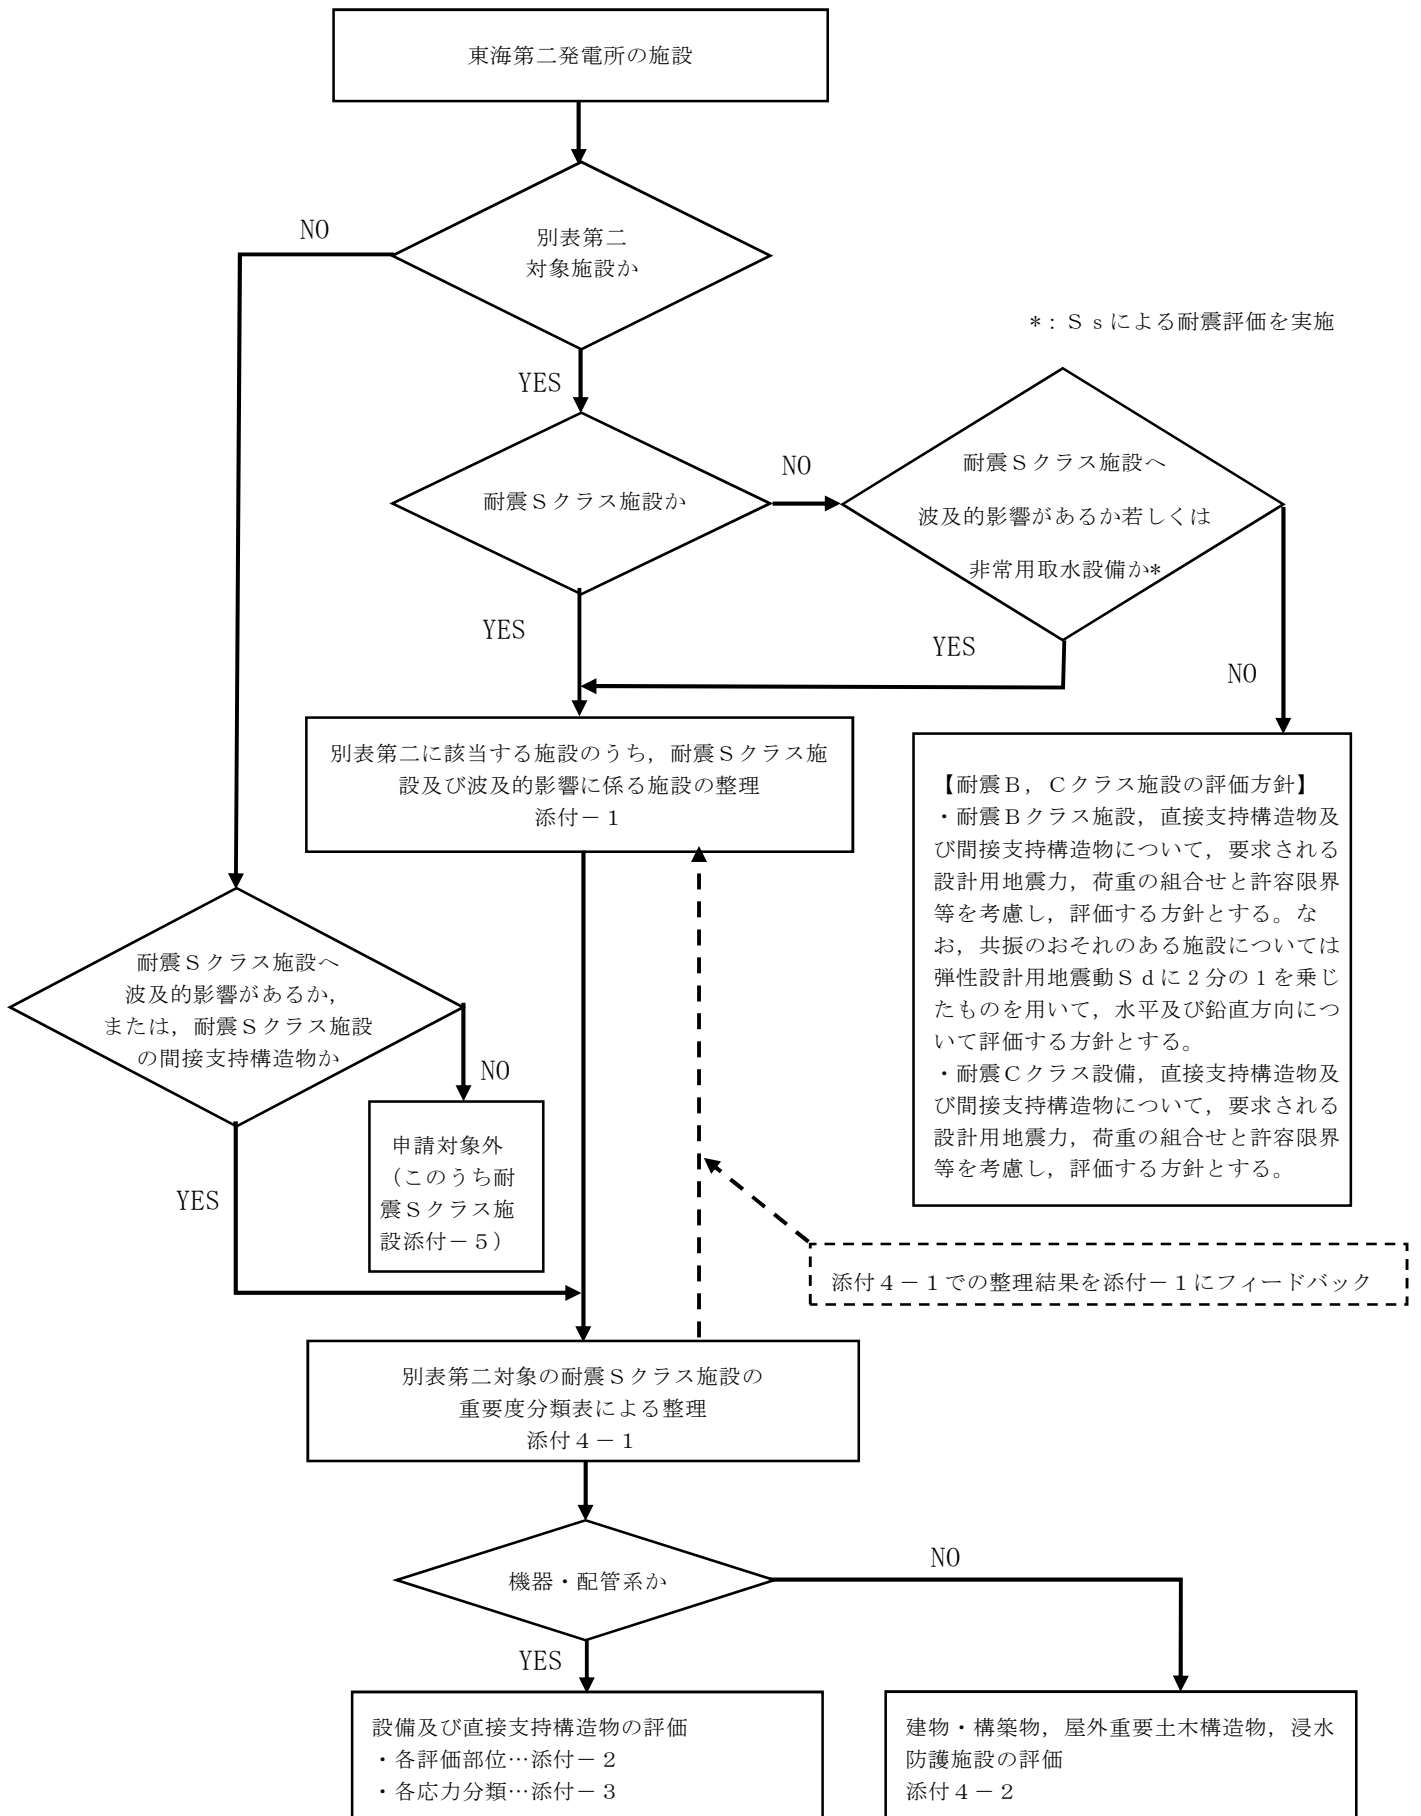 東海第二発電所の施設
NO
別表第二
対象施設か
*：Ｓｓによる耐震評価を実施
YES
耐震Ｓクラス施設か
NO
耐震Ｓクラス施設へ
波及的影響があるか若しくは
非常用取水設備か*
YES
YES
NO
別表第二に該当する施設のうち，耐震Ｓクラス施
設及び波及的影響に係る施設の整理
添付－１
【耐震Ｂ，Ｃクラス施設の評価方針】
・耐震Ｂクラス施設，直接支持構造物及
び間接支持構造物について，要求される
設計用地震力，荷重の組合せと許容限界
等を考慮し，評価する方針とする。な
お，共振のおそれのある施設については
弾性設計用地震動Ｓｄに２分の１を乗じ
たものを用いて，水平及び鉛直方向につ
いて評価する方針とする。
・耐震Ｃクラス設備，直接支持構造物及
び間接支持構造物について，要求される
設計用地震力，荷重の組合せと許容限界
等を考慮し，評価する方針とする。
耐震Ｓクラス施設へ
波及的影響があるか，
または，耐震Ｓクラス施設
の間接支持構造物か
NO
申請対象外
（このうち耐
震Ｓクラス施
設添付－５）
YES
添付４－１での整理結果を添付－１にフィードバック
別表第二対象の耐震Ｓクラス施設の
重要度分類表による整理
添付４－１
機器・配管系か
NO
YES
設備及び直接支持構造物の評価
・各評価部位…添付－２
・各応力分類…添付－３
建物・構築物，屋外重要土木構造物，浸水
防護施設の評価
添付４－２